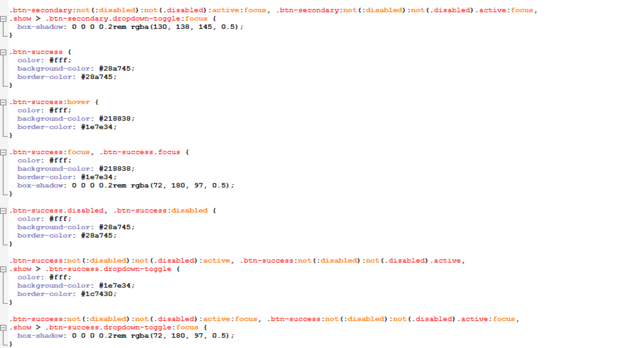 .btn-secondary:not(:disabled):not(.disabled):active:focus, .btn-secondary:not(:disabled):not(.disabled).active:focus,
.show > .btn-secondary.dropdown-toggle:focus {
box-shadow: 0 0 0 0.2rem rgba(130, 138, 145, 0.5);
}
.btn-success {
color: #fff;
background-color: #28a745;
border-color: #28a745;
}
.btn-success:hover {
color: #fff;
background-color: #218838;
border-color: #1e7e34;
}
.btn-success:focus, .btn-success.focus {
color: #fff;
background-color: #218838;
border-color: #1e7e34;
box-shadow: 0 0 0 0.2rem rgba(72, 180, 97, 0.5);
}
.btn-success.disabled, .btn-success:disabled {
color: #fff;
background-color: #28a745;
border-color: #28a745;
}
.btn-success:not(:disabled):not(.disabled):active, .btn-success:not(:disabled):not(.disabled).active,
.show > .btn-success.dropdown-toggle {
color: #fff;
background-color: #1e7e34;
border-color: #1c7430;
}
.btn-success:not(:disabled):not(.disabled):active:focus, .btn-success:not(:disabled):not(.disabled).active:focus,
.show > .btn-success.dropdown-toggle:focus {
box-shadow: 0 0 0 0.2rem rgba(72, 180, 97, 0.5);
}